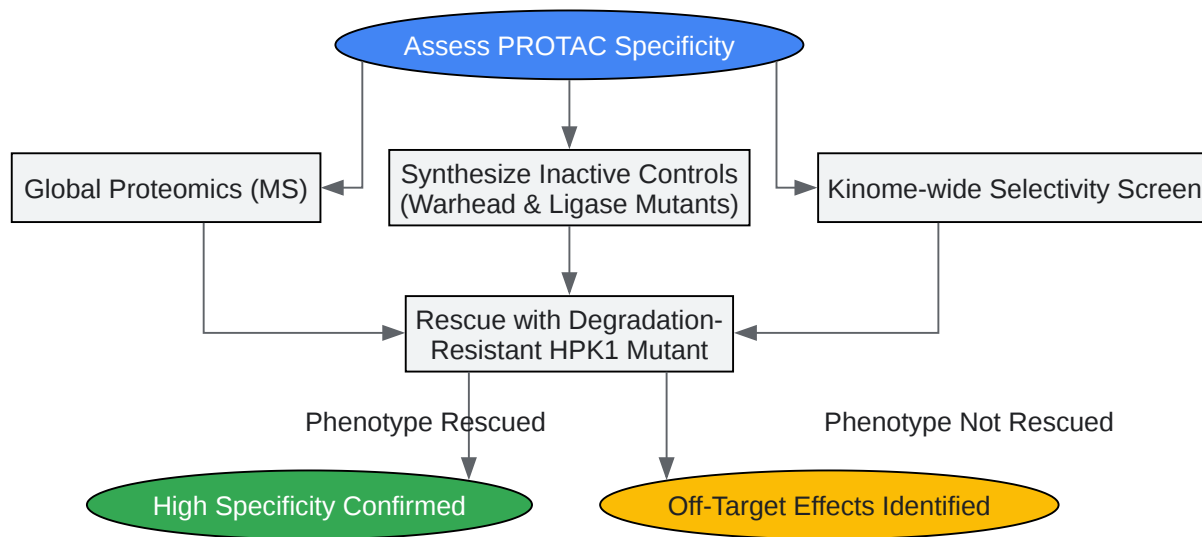 Assess PROTAC Specificity
Global Proteomics (MS)
Synthesize Inactive Controls
(Warhead & Ligase Mutants)
Kinome-wide Selectivity Screen
Rescue with Degradation-
Resistant HPK1 Mutant
Phenotype Rescued
Phenotype Not Rescued
High Specificity Confirmed
Off-Target Effects Identified